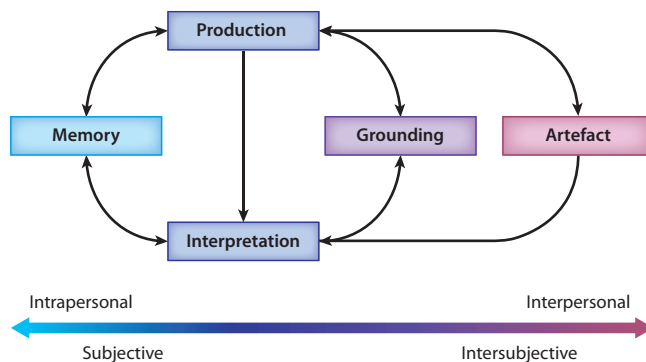 Production
Memory
Grounding
Artefact
Interpretation
Intrapersonal
Interpersonal
Subjective
Intersubjective